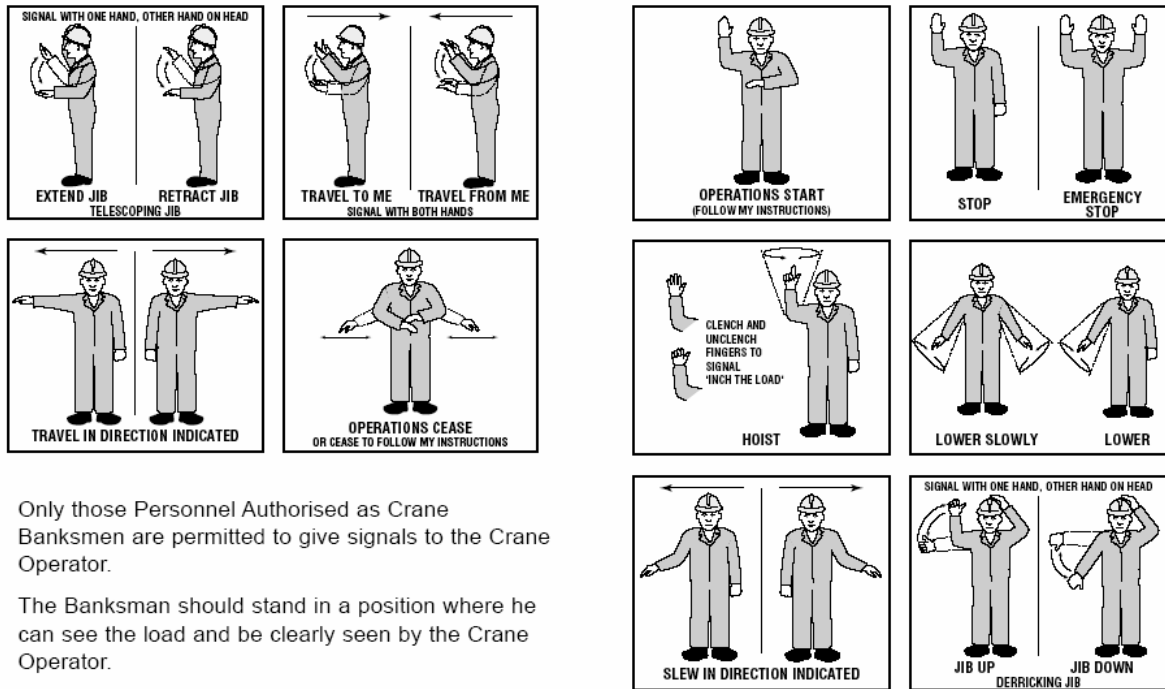 SIGNAL WITH ONE HAND, OTHER HAND ON HEAD
EXTEND JIB
RETRACT JIB
TELESCOPING JIB
TRAVEL TO ME
TRAVEL FROM ME
SIGNAL WITH BOTH HANDS
TRAVEL IN DIRECTION INDICATED
OPERATIONS CEASE
OR CEASE TO FOLLOW MY INSTRUCTIONS
Only those Personnel Authorised as Crane
Banksmen are permitted to give signals to the Crane
Operator.
The Banksman should stand in a position where he
can see the load and be clearly seen by the Crane
Operator.
OPERATIONS START
(FOLLOW MY INSTRUCTIONS)
STOP
EMERGENCY
STOP
CLENCH AND
UNCLENCH
FINGERS TO
SIGNAL
'INCH THE LOAD'
HOIST
LOWER SLOWLY
LOWER
SLEW IN DIRECTION INDICATED
SIGNAL WITH ONE HAND, OTHER HAND ON HEAD
JIB UP
JIB DOWN
DERRICKING JIB